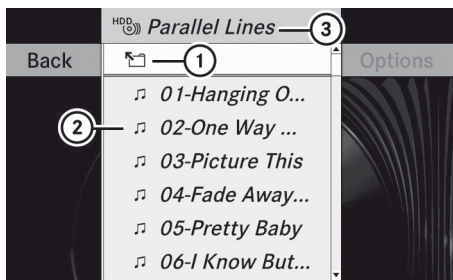 HDD Parallel Lines 3
Back 1 Options
01-Hanging O...
2 02-One Way ...
03-Picture This
04-Fade Away...
05-Pretty Baby
06-I Know But...